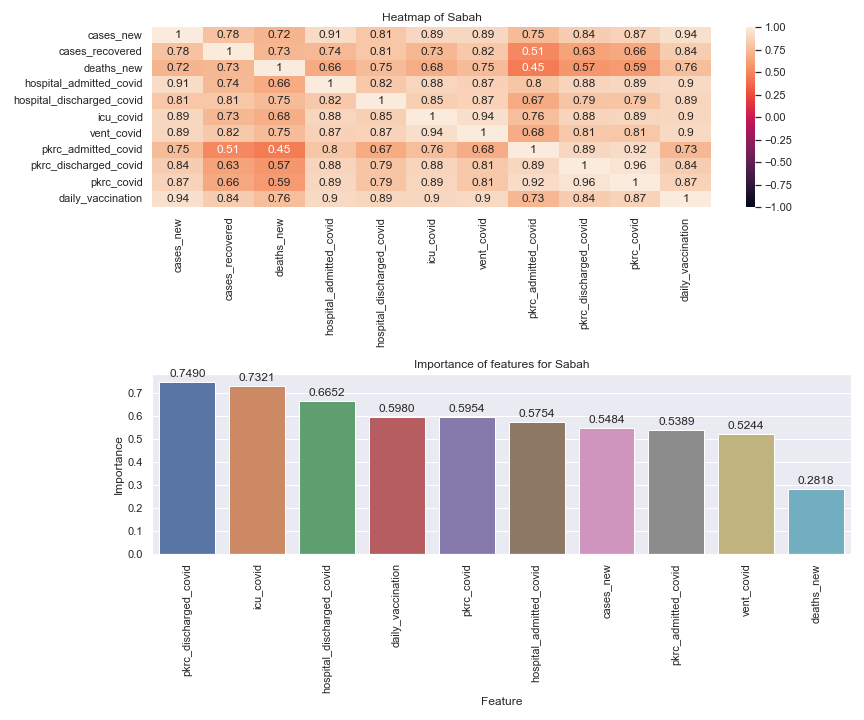 Heatmap of Sabah
cases_new 1 0.78 0.72 0.91 0.81 0.89 0.89 0.75 0.84 0.87 0.94
cases_recovered 0.78 1 0.73 0.74 0.81 0.73 0.82 0.51 0.63 0.66 0.84
deaths_new 0.72 0.73 1 0.66 0.75 0.68 0.75 0.45 0.57 0.59 0.76
hospital_admitted_covid 0.91 0.74 0.66 1 0.82 0.88 0.87 0.8 0.88 0.89 0.9
hospital_discharged_covid 0.81 0.81 0.75 0.82 1 0.85 0.87 0.67 0.79 0.79 0.89
icu_covid 0.89 0.73 0.68 0.88 0.85 1 0.94 0.76 0.88 0.89 0.9
vent_covid 0.89 0.82 0.75 0.87 0.87 0.94 1 0.68 0.81 0.81 0.9
pkrc_admitted_covid 0.75 0.51 0.45 0.8 0.67 0.76 0.68 1 0.89 0.92 0.73
pkrc_discharged_covid 0.84 0.63 0.57 0.88 0.79 0.88 0.81 0.89 1 0.96 0.84
pkrc_covid 0.87 0.66 0.59 0.89 0.79 0.89 0.81 0.92 0.96 1 0.87
daily_vaccination 0.94 0.84 0.76 0.9 0.89 0.9 0.9 0.73 0.84 0.87 1
cases_new
cases_recovered
deaths_new
hospital_admitted_covid
hospital_discharged_covid
icu_covid
vent_covid
pkrc_admitted_covid
pkrc_discharged_covid
pkrc_covid
daily_vaccination
1.00
0.75
0.50
0.25
0.00
−0.25
−0.50
−0.75
−1.00
Importance of features for Sabah
0.7490 0.7321 0.6652 0.5980 0.5954 0.5754 0.5484 0.5389 0.5244 0.2818
Importance
0.7
0.6
0.5
0.4
0.3
0.2
0.1
0.0
pkrc_discharged_covid
icu_covid
hospital_discharged_covid
daily_vaccination
pkrc_covid
hospital_admitted_covid
cases_new
pkrc_admitted_covid
vent_covid
deaths_new
Feature